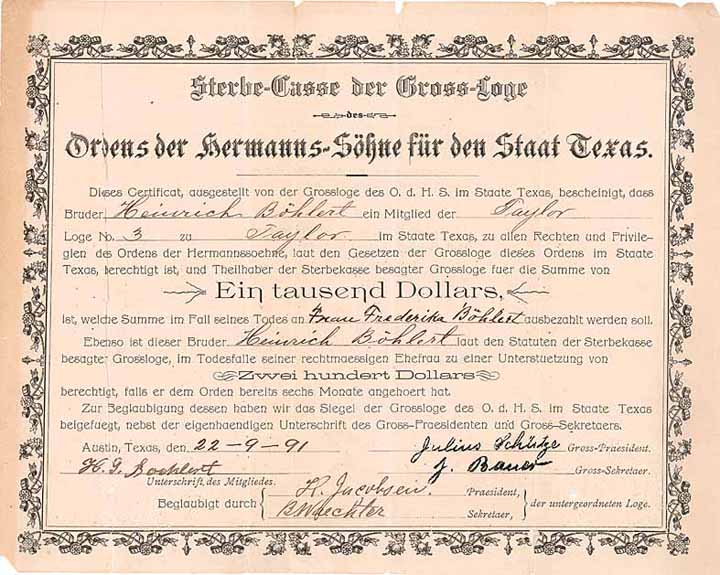 Sterbe-Casse der Gross-Loge
des
Ordens der Hermanns-Söhne für den Staat Texas.
Dieses Certificat, ausgestellt von der Grossloge des O. d. H. S. im Staate Texas, bescheinigt, dass
Bruder Heinrich Böhlert ein Mitglied der Taylor
Loge No. 3 zu Taylor im Staate Texas, zu allen Rechten und Privile-
gien des Ordens der Hermannssoehne, laut den Gesetzen der Grossloge dieses Ordens im Staate
Texas, berechtigt ist, und Theilhaber der Sterbekasse besagter Grossloge fuer die Summe von
Ein tausend Dollars,
ist, welche Summe im Fall seines Todes an Frau Frederika Böhlert ausbezahlt werden soll.
Ebenso ist dieser Bruder Heinrich Böhlert laut den Statuten der Sterbekasse
besagter Grossloge, im Todesfalle seiner rechtmaessigen Ehefrau zu einer Unterstuetzung von
Zwei hundert Dollars
berechtigt, falls er dem Orden bereits sechs Monate angehoert hat.
Zur Beglaubigung dessen haben wir das Siegel der Grossloge des O. d. H. S. im Staate Texas
beigefuegt, nebst der eigenhaendigen Unterschrift des Gross-Praesidenten und Gross-Sekretaers.
Austin, Texas, den 22-9-91 Julius Schütze Gross-Praesident.
H. G. Boehlert J. Bauer Gross-Sekretaer.
Unterschrift des Mitgliedes.
Beglaubigt durch H. Jacobsen. Praesident,
B Waechter Sekretaer, der untergeordneten Loge.